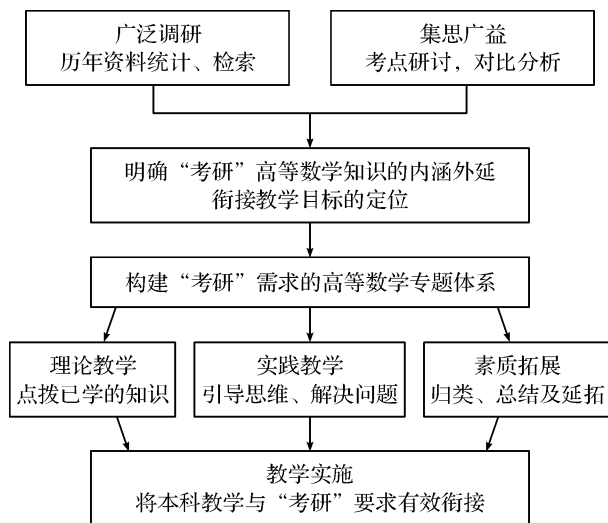 广泛调研
历年资料统计、检索
集思广益
考点研讨，对比分析
明确“考研”高等数学知识的内涵外延
衔接教学目标的定位
构建“考研”需求的高等数学专题体系
理论教学
点拨已学的知识
实践教学
引导思维、解决问题
素质拓展
归类、总结及延拓
教学实施
将本科教学与“考研”要求有效衔接